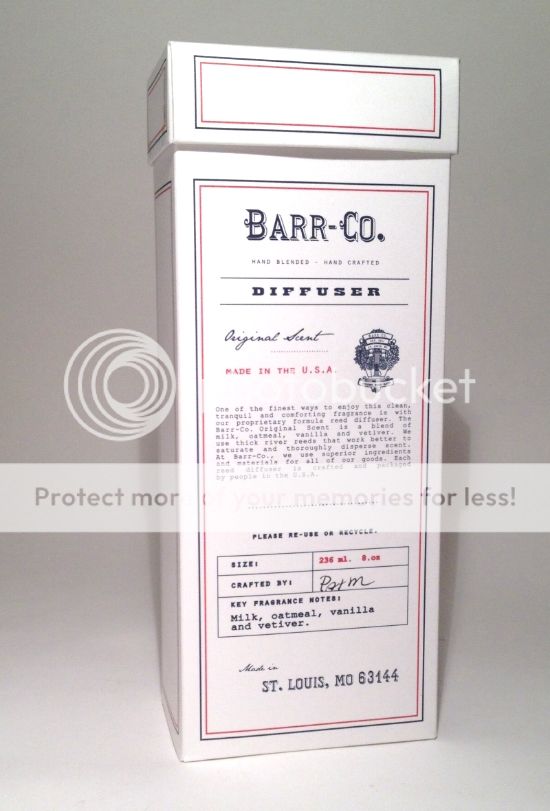 BARR-CO.
HAND BLENDED - HAND CRAFTED
DIFFUSER
Original Scent
MADE IN THE U.S.A.
BARR-CO.
One of the finest ways to enjoy this clean,
tranquil and comforting fragrance is with
our proprietary formula reed diffuser. The
Barr-Co. Original Scent is a blend of
milk, oatmeal, vanilla and vetiver. We
use thick river reeds that work better to
saturate and thoroughly disperse scent.
At Barr-Co., we use superior ingredients
and materials for all of our goods. Each
reed diffuser is crafted and packaged
by people in the U.S.A.
photobucket
Protect more of your memories for less!
PLEASE RE-USE OR RECYCLE.
SIZE: 236 ml. 8.oz
CRAFTED BY:
KEY FRAGRANCE NOTES:
Milk, oatmeal, vanilla
and vetiver.
Made in
ST. LOUIS, MO 63144